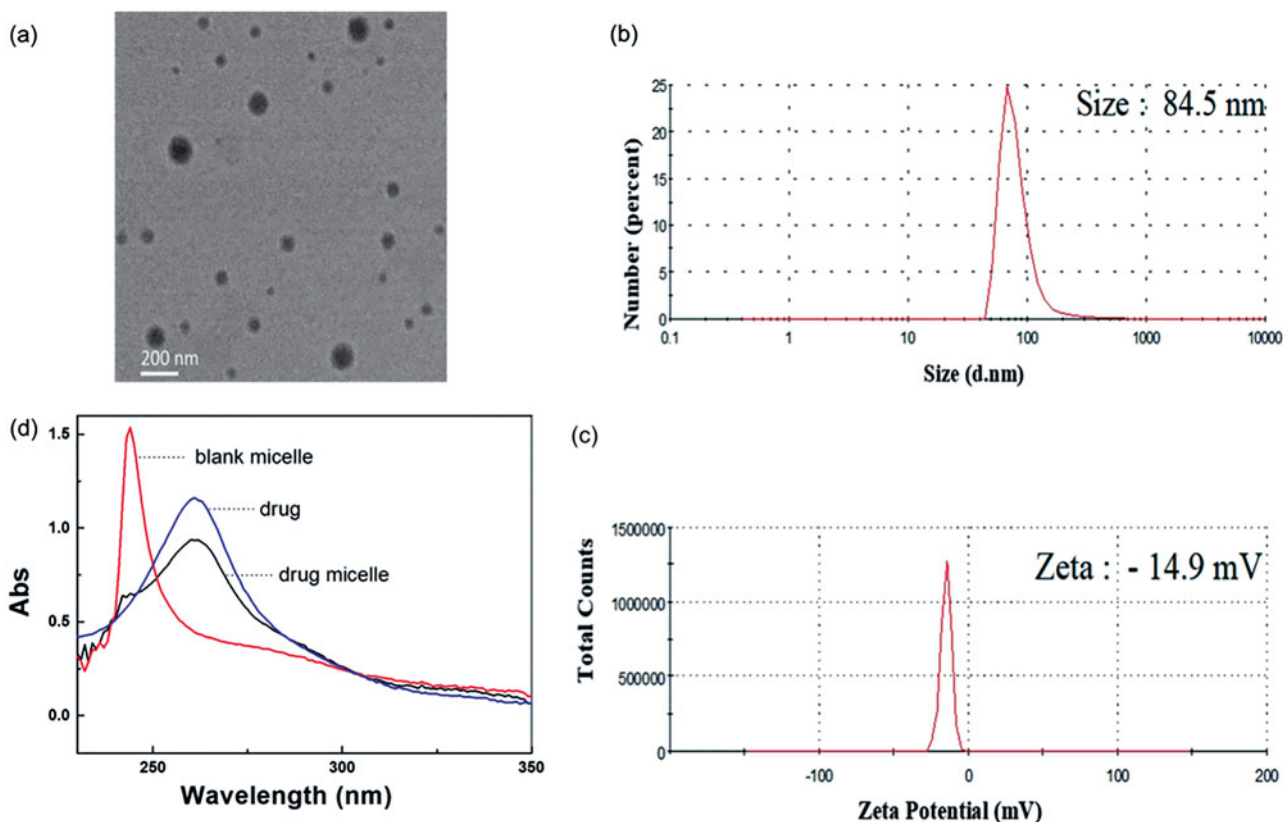 (a)
200 nm
(b)
Size : 84.5 nm
25
20
15
10
5
0
0.1 1 10 100 1000 10000
Number (percent)
Size (d.nm)
(d)
1.5
1.0
0.5
0.0
250 300 350
Abs
Wavelength (nm)
blank micelle
drug
drug micelle
(c)
Zeta : - 14.9 mV
1500000
1000000
500000
0
-100 0 100 200
Total Counts
Zeta Potential (mV)